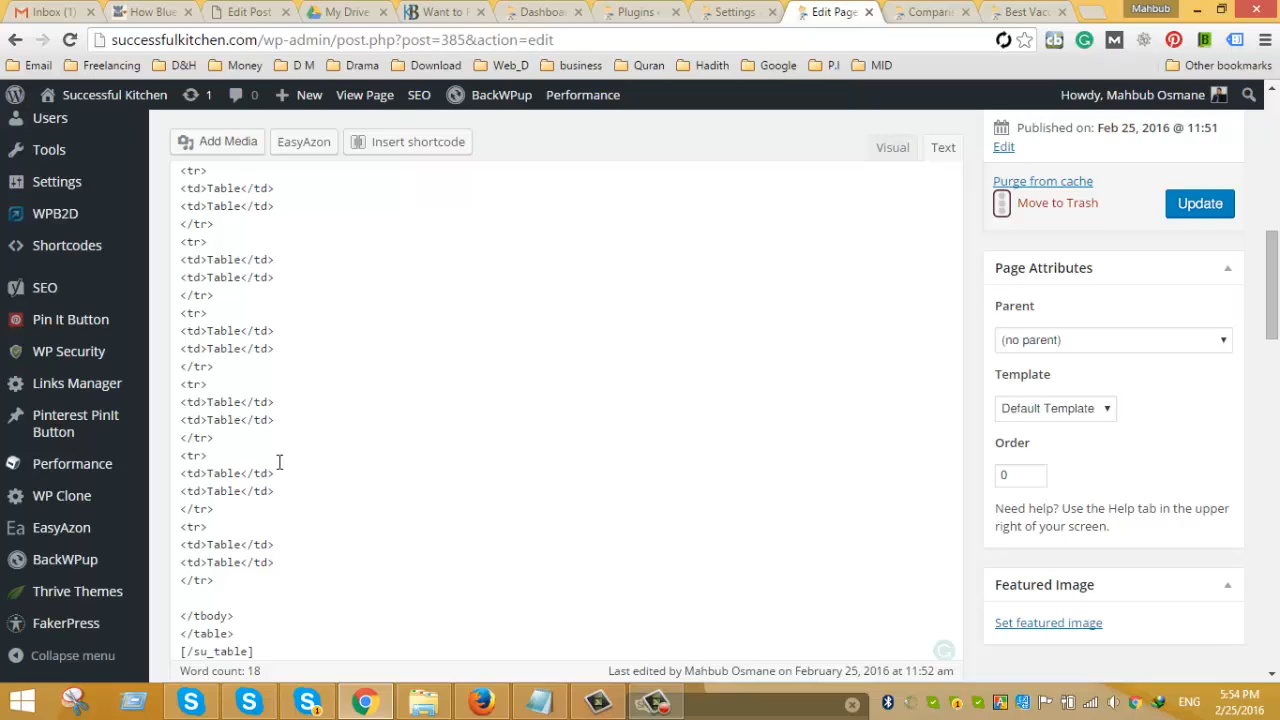 Inbox (1)
How Blue
Edit Post
My Drive
Want to
Dashboa
Plugins
Settings
Edit Page
Compare
Best Vac
Mahbub
successfulkitchen.com/wp-admin/post.php?post=385&action=edit
Email
Freelancing
D&H
Money
D M
Drama
Download
Web_D
business
Quran
Hadith
Google
P.I
MID
Other bookmarks
Successful Kitchen
1
0
New
View Page
SEO
BackWPup
Performance
Howdy, Mahbub Osmane
Users
Tools
Settings
WPB2D
Shortcodes
SEO
Pin It Button
WP Security
Links Manager
Pinterest PinIt
Button
Performance
WP Clone
Ea EasyAzon
BackWPup
Thrive Themes
FakerPress
Collapse menu
Add Media
EasyAzon
Insert shortcode
Visual
Text
<tr>
<td>Table</td>
<td>Table</td>
</tr>
<tr>
<td>Table</td>
<td>Table</td>
</tr>
<tr>
<td>Table</td>
<td>Table</td>
</tr>
<tr>
<td>Table</td>
<td>Table</td>
</tr>
<tr>
<td>Table</td>
<td>Table</td>
</tr>
<tr>
<td>Table</td>
<td>Table</td>
</tr>
</tbody>
</table>
[/su_table]
Word count: 18
Last edited by Mahbub Osmane on February 25, 2016 at 11:52 am
Published on: Feb 25, 2016 @ 11:51
Edit
Purge from cache
Move to Trash
Update
Page Attributes
Parent
(no parent)
Template
Default Template
Order
0
Need help? Use the Help tab in the upper
right of your screen.
Featured Image
Set featured image
ENG
5:54 PM
2/25/2016